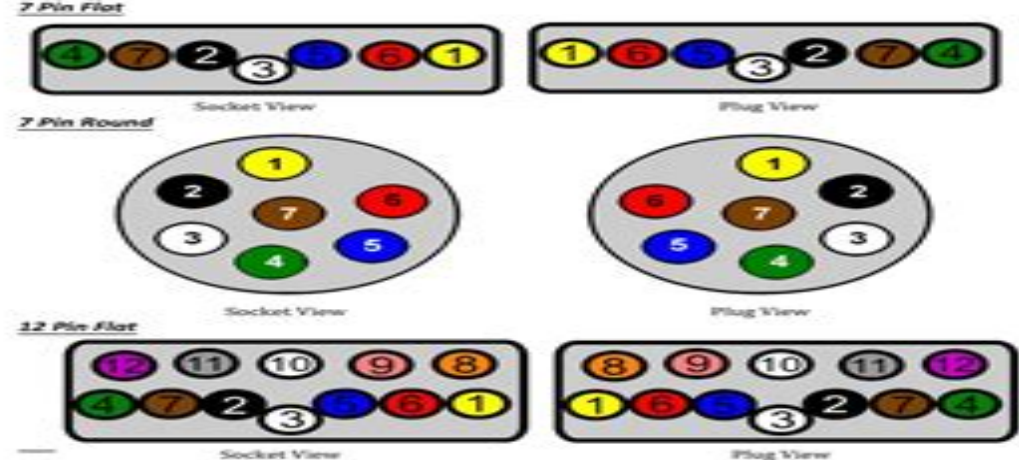 7 Pin Flat
4 7 2 3 5 6 1
1 6 5 3 2 7 4
Socket View
Plug View
7 Pin Round
1 2 6 7 3 5 4
1 6 2 7 5 3 4
Socket View
Plug View
12 Pin Flat
12 11 10 9 8
8 9 10 11 12
4 7 2 3 5 6 1
1 6 5 3 2 7 4
Socket View
Plug View